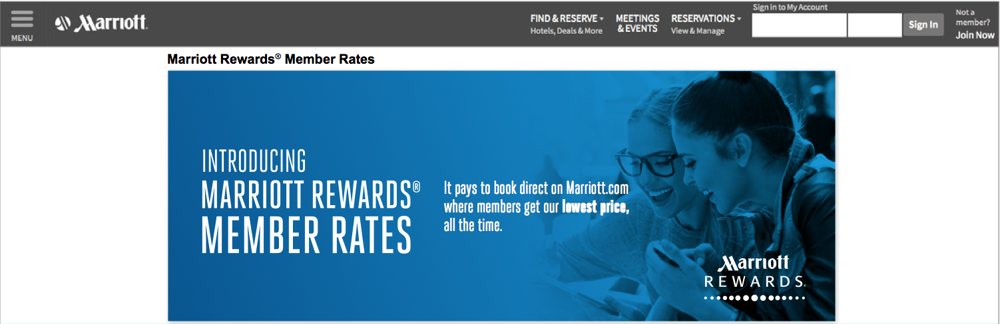 MENU
Marriott.
FIND & RESERVE
Hotels, Deals & More
MEETINGS
& EVENTS
RESERVATIONS
View & Manage
Sign in to My Account
Sign In
Not a
member?
Join Now
Marriott Rewards® Member Rates
INTRODUCING
MARRIOTT REWARDS®
MEMBER RATES
It pays to book direct on Marriott.com
where members get our lowest price,
all the time.
Marriott
REWARDS.